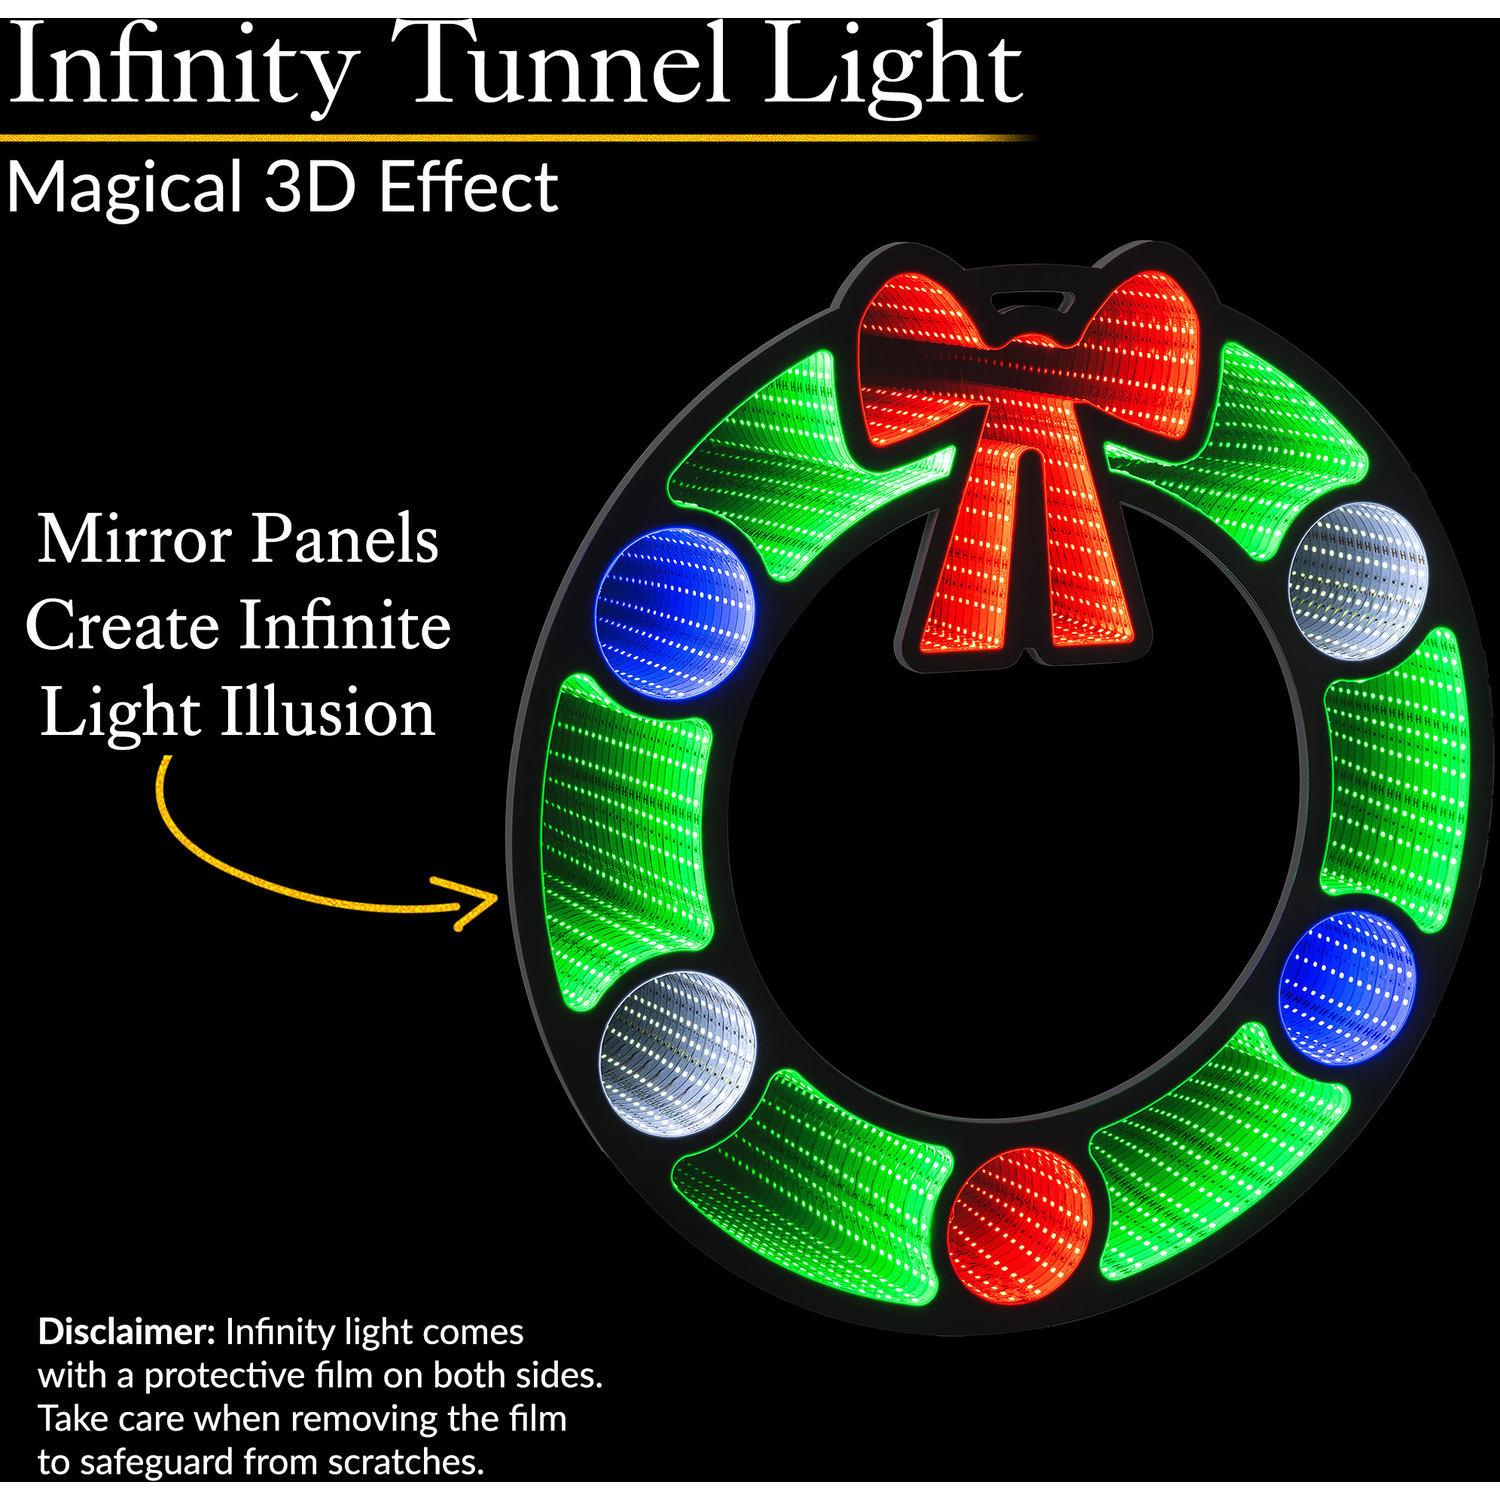 Infinity Tunnel Light
Magical 3D Effect
Mirror Panels
Create Infinite
Light Illusion
Disclaimer: Infinity light comes
with a protective film on both sides.
Take care when removing the film
to safeguard from scratches.